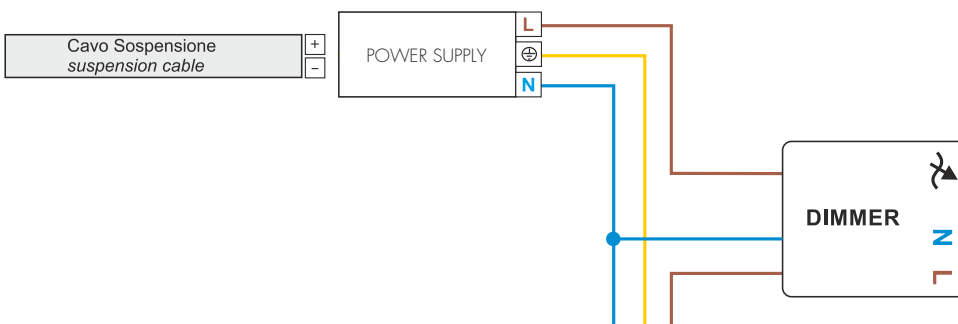 Cavo Sospensione
suspension cable
+
−
POWER SUPPLY
L
N
DIMMER
N
L